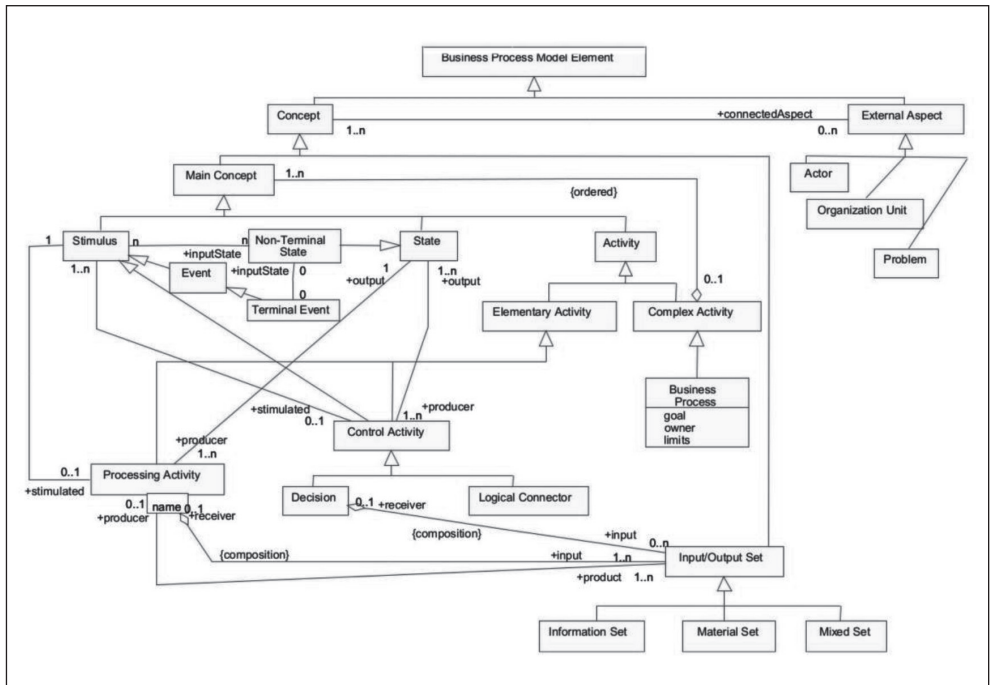 Business Process Model Element
Concept
+connectedAspect
External Aspect
1..n
0..n
Main Concept
1..n
{ordered}
Actor
Organization Unit
Problem
1
Stimulus
n
n
Non-Terminal
State
State
Activity
+inputState
1..n
Event
+inputState
0
1
+output
1..n
+output
0..1
0
Terminal Event
Elementary Activity
Complex Activity
Business
Process
goal
owner
limits
+stimulated
0..1
1..n
+producer
Control Activity
+producer
1..n
0..1
Processing Activity
+stimulated
Decision
Logical Connector
0..1
+receiver
0..1
name
0..1
+producer
+receiver
{composition}
+input
0..n
{composition}
+input
1..n
Input/Output Set
+product
1..n
Information Set
Material Set
Mixed Set